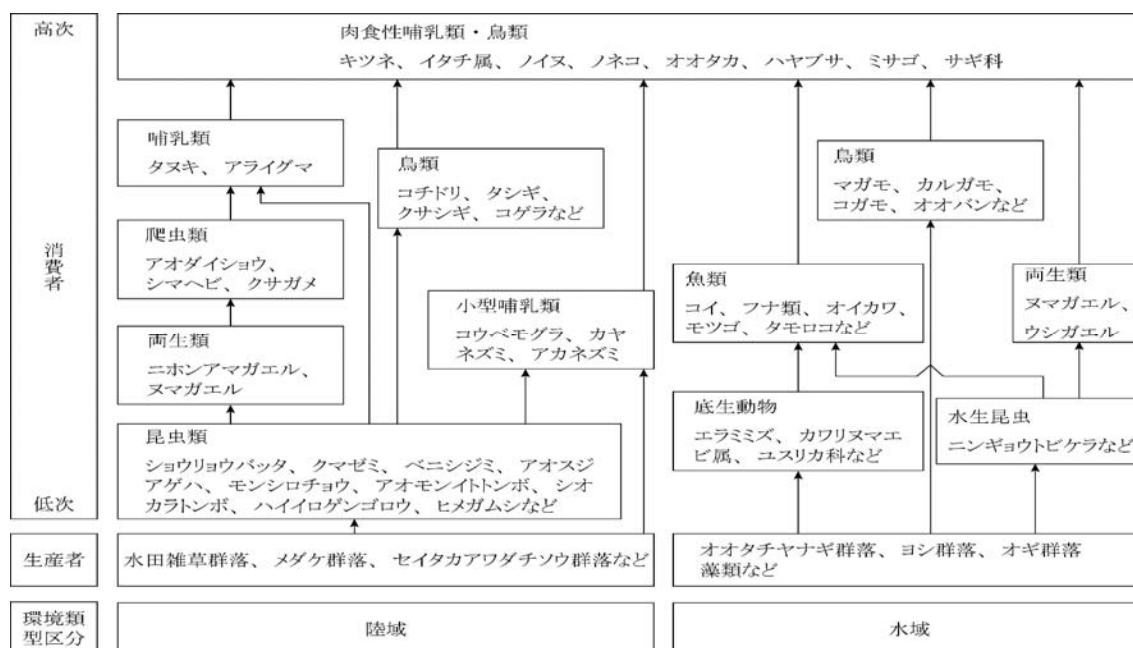 高次
肉食性哺乳類・鳥類
キツネ、イタチ属、ノイヌ、ノネコ、オオタカ、ハヤブサ、ミサゴ、サギ科
哺乳類
タヌキ、アライグマ
鳥類
コチドリ、タシギ、
クサシギ、コゲラなど
鳥類
マガモ、カルガモ、
コガモ、オオバンなど
消費者
爬虫類
アオダイショウ、
シマヘビ、クサガメ
小型哺乳類
コウベモグラ、カヤ
ネズミ、アカネズミ
魚類
コイ、フナ類、オイカワ、
モツゴ、タモロコなど
両生類
ヌマガエル、
ウシガエル
両生類
ニホンアマガエル、
ヌマガエル
底生動物
エラミミズ、カワリヌマエ
ビ属、ユスリカ科など
水生昆虫
ニンギョウトビケラなど
昆虫類
ショウリョウバッタ、クマゼミ、ベニシジミ、アオスジ
アゲハ、モンシロチョウ、アオモンイトトンボ、シオ
カラトンボ、ハイイロゲンゴロウ、ヒメガムシなど
低次
生産者
水田雑草群落、メダケ群落、セイタカアワダチソウ群落など
オオタチヤナギ群落、ヨシ群落、オギ群落
藻類など
環境類
型区分
陸域
水域